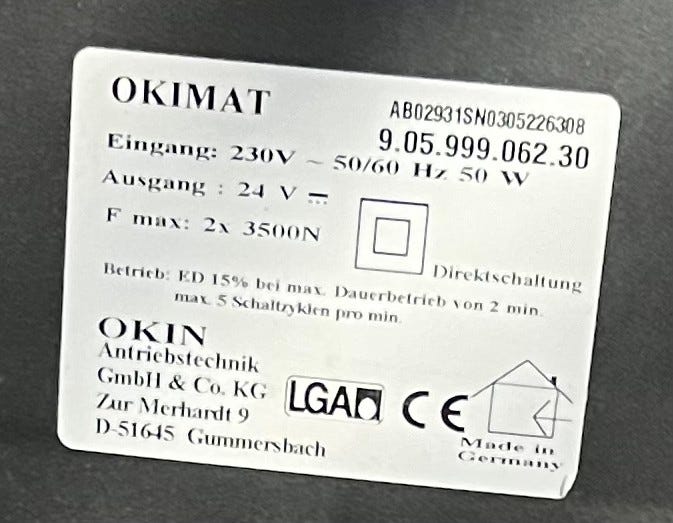 OKIMAT
AB02931SN0305226308
9.05.999.062.30
Eingang: 230V ~ 50/60 Hz 50 W
Ausgang : 24 V ⎓
F max: 2x 3500N
Direktschaltung
Betrieb: ED 15% bei max. Dauerbetrieb von 2 min.
max. 5 Schaltzyklen pro min.
OKIN
Antriebstechnik
GmbH & Co. KG
Zur Merhardt 9
D-51645 Gummersbach
LGA
CE
Made in
Germany